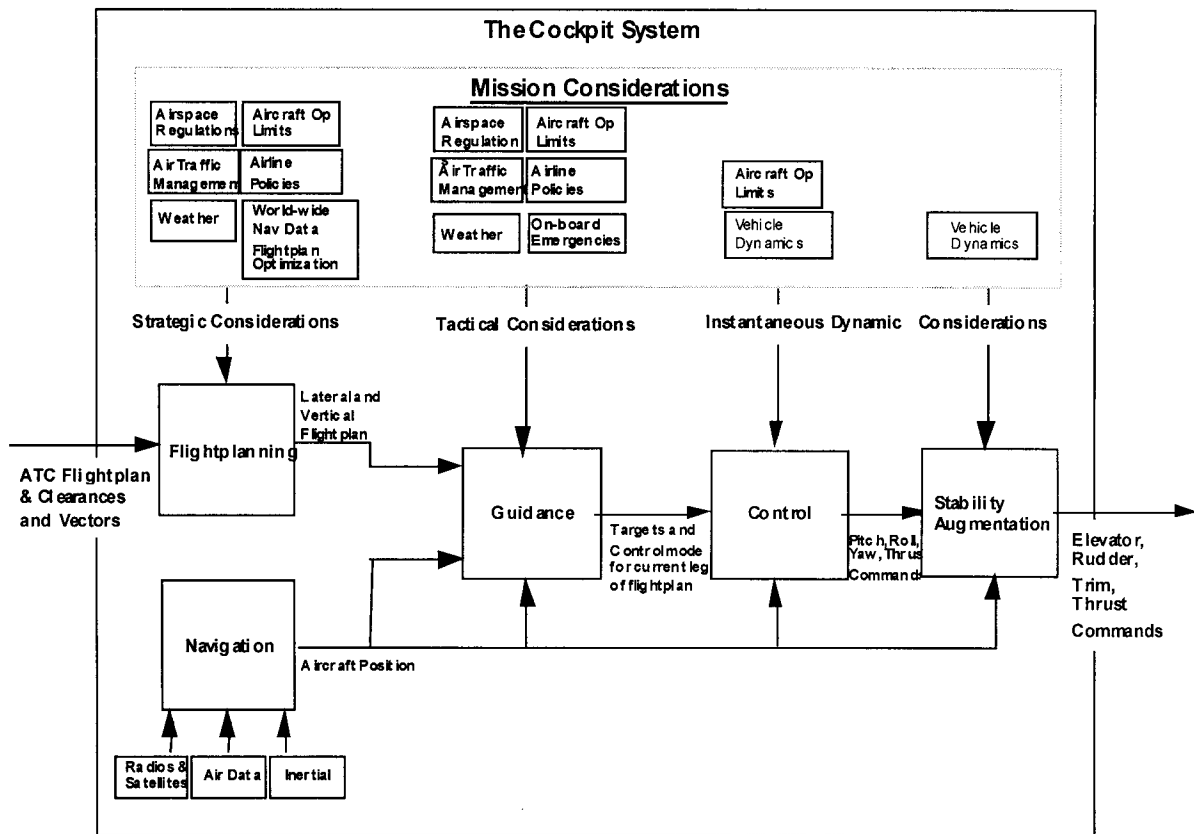 The Cockpit System
Mission Considerations
Airspace
Regulations
Aircraft Op
Limits
Air Traffic
Management
Airline
Policies
Weather
World-wide
Nav Data
Flightplan
Optimization
Airspace
Regulation
Aircraft Op
Limits
Air Traffic
Management
Airline
Policies
Weather
On-board
Emergencies
Aircraft Op
Limits
Vehicle
Dynamics
Vehicle
Dynamics
Strategic Considerations
Tactical Considerations
Instantaneous Dynamic
Considerations
Lateral and
Vertical
Flightplan
Flightplanning
ATC Flightplan
& Clearances
and Vectors
Guidance
Targets and
Control mode
for current leg
of flightplan
Control
Pitch, Roll,
Yaw, Thrus
Commands
Stability
Augmentation
Elevator,
Rudder,
Trim,
Thrust
Commands
Navigation
Aircraft Position
Radios &
Satellites
Air Data
Inertial